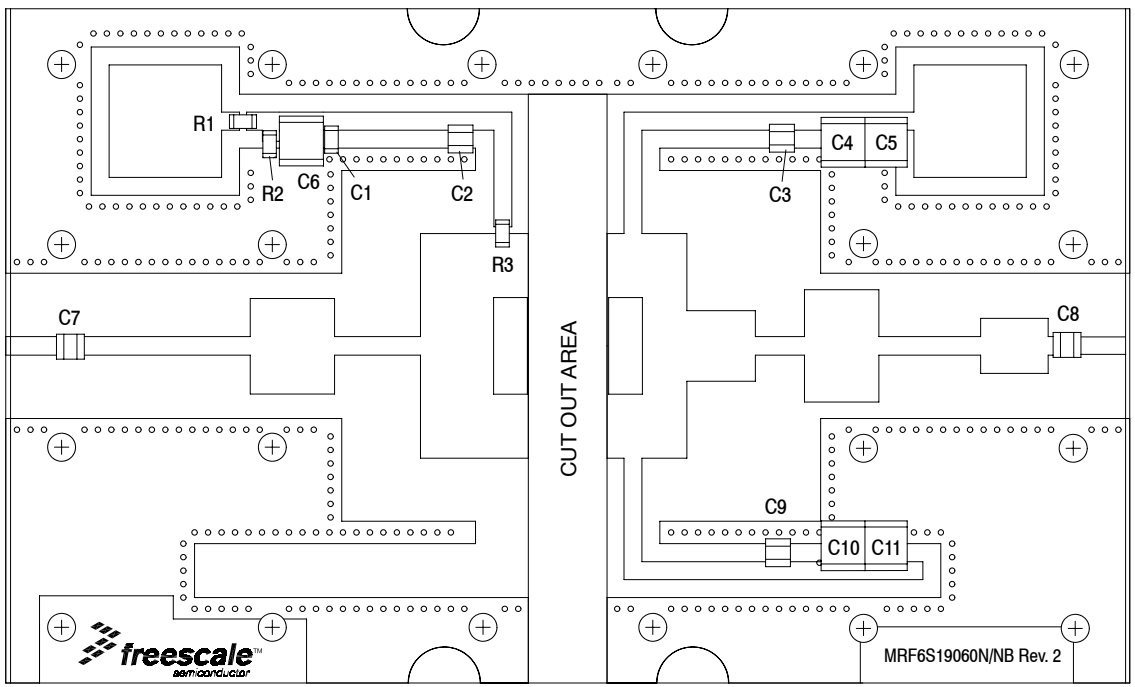 R1
R2
C6
C1
C2
R3
C3
C4
C5
C7
C8
CUT OUT AREA
C9
C10
C11
freescale™
semiconductor
MRF6S19060N/NB Rev. 2